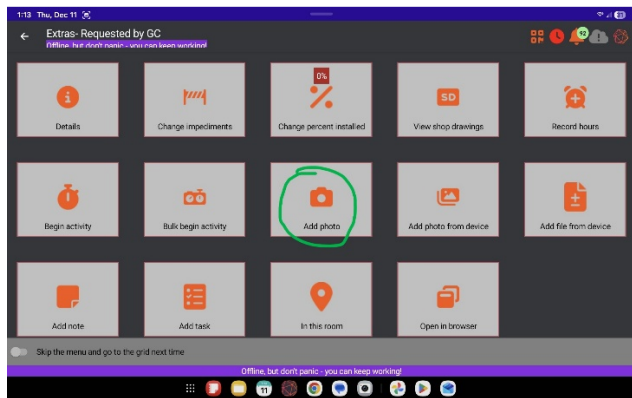 1:13 Thu, Dec 11
Extras- Requested by GC
Offline, but don't panic - you can keep working!
92
Details
Change impediments
0%
Change percent installed
SD
View shop drawings
Record hours
Begin activity
Bulk begin activity
Add photo
Add photo from device
Add file from device
Add note
Add task
In this room
Open in browser
Skip the menu and go to the grid next time
Offline, but don't panic - you can keep working!
11